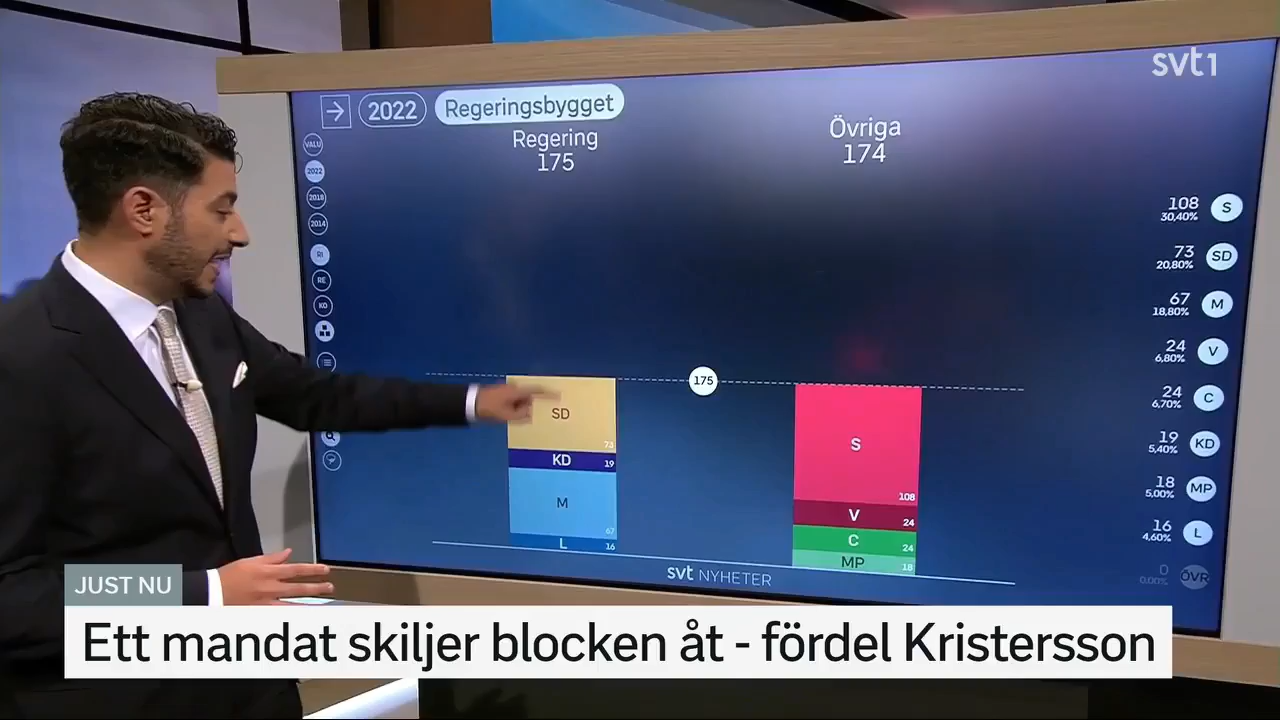 svt1
2022 Regeringsbygget
Regering
175
Övriga
174
VALU
2022
2018
2014
RI
RE
KD
175
SD
73
KD
19
M
67
L
16
S
108
V
24
C
24
MP
18
108
30,40%
S
73
20,80%
SD
67
18,80%
M
24
6,80%
V
24
6,70%
C
19
5,40%
KD
18
5,00%
MP
16
4,60%
L
0
0,00%
ÖVR
svt NYHETER
JUST NU
Ett mandat skiljer blocken åt - fördel Kristersson